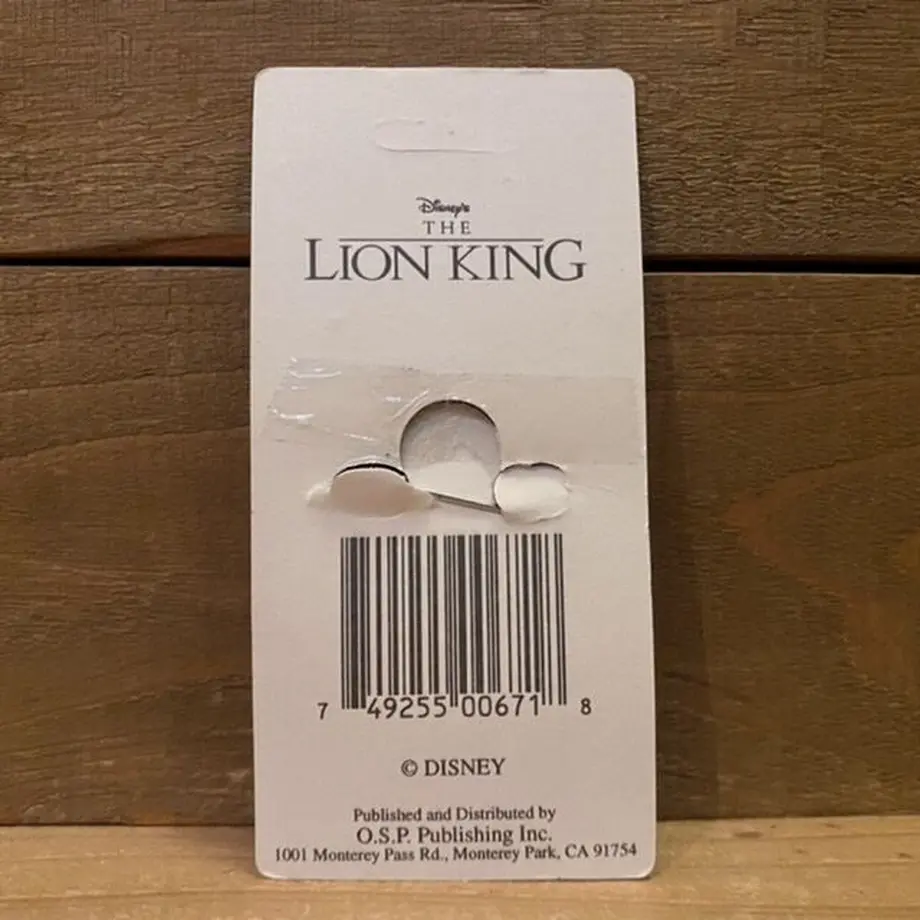 Disney's
THE
LION KING
7 49255 00671 8
© DISNEY
Published and Distributed by
O.S.P. Publishing Inc.
1001 Monterey Pass Rd., Monterey Park, CA 91754